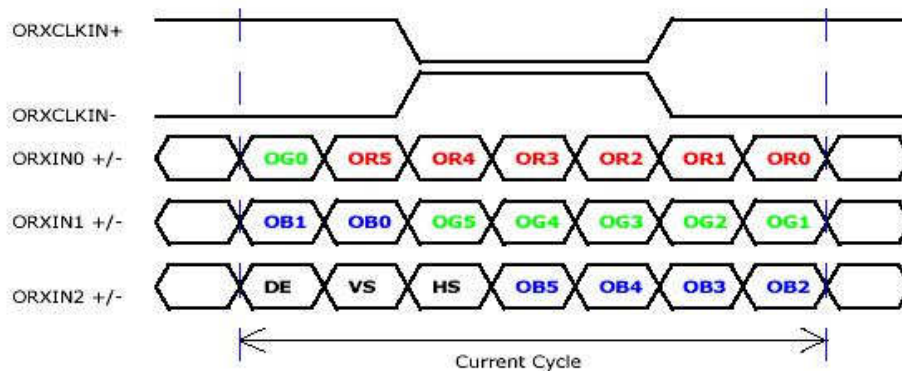 ORXCLKIN+
ORXCLKIN-
ORXIN0 +/- OG0 OR5 OR4 OR3 OR2 OR1 OR0
ORXIN1 +/- OB1 OB0 OG5 OG4 OG3 OG2 OG1
ORXIN2 +/- DE VS HS OB5 OB4 OB3 OB2
Current Cycle